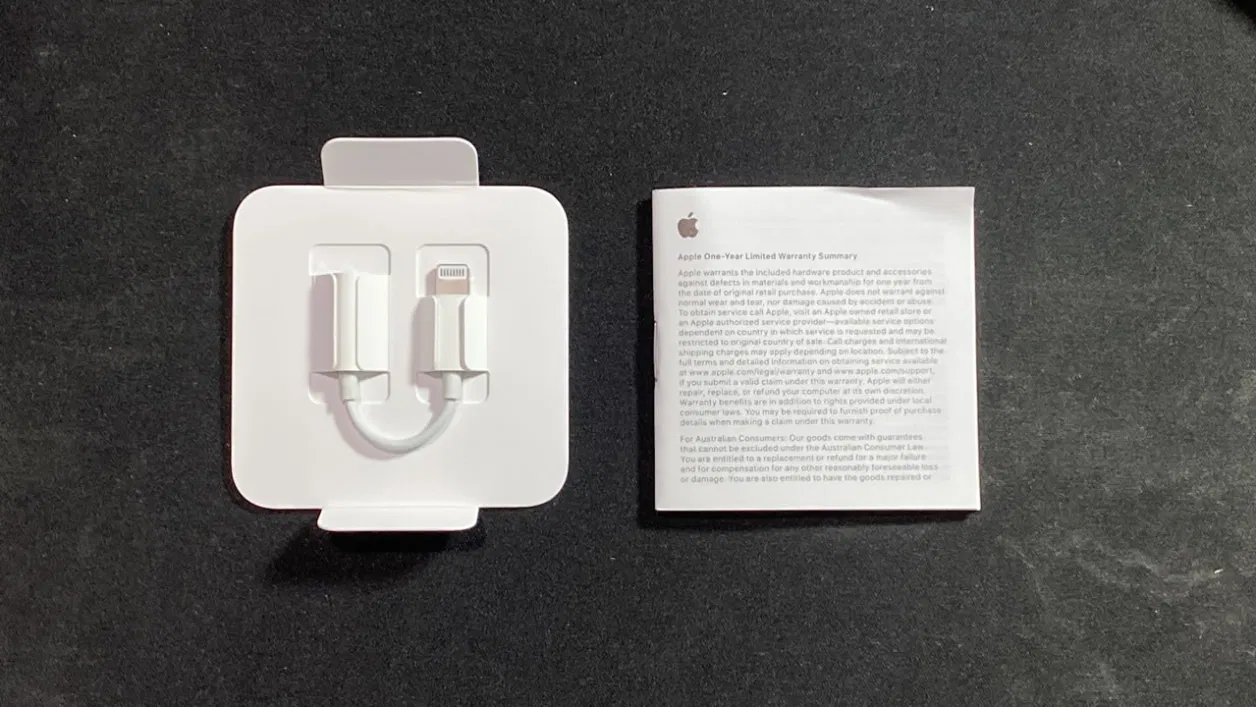 Apple One-Year Limited Warranty Summary
Apple warrants the included hardware product and accessories
against defects in materials and workmanship for one year from
the date of original retail purchase. Apple does not warrant against
normal wear and tear, nor damage caused by accident or abuse.
To obtain service call Apple, visit an Apple owned retail store or
an Apple authorized service provider—available service options
dependent on country in which service is requested and may be
restricted to original country of sale. Call charges and international
shipping charges may apply depending on location. Subject to the
full terms and detailed information on obtaining service available
at www.apple.com/legal/warranty and www.apple.com/support,
if you submit a valid claim under this warranty, Apple will either
repair, replace, or refund your computer at its own discretion.
Warranty benefits are in addition to rights provided under local
consumer laws. You may be required to furnish proof of purchase
details when making a claim under this warranty.
For Australian Consumers: Our goods come with guarantees
that cannot be excluded under the Australian Consumer Law.
You are entitled to a replacement or refund for a major failure
and for compensation for any other reasonably foreseeable loss
or damage. You are also entitled to have the goods repaired or